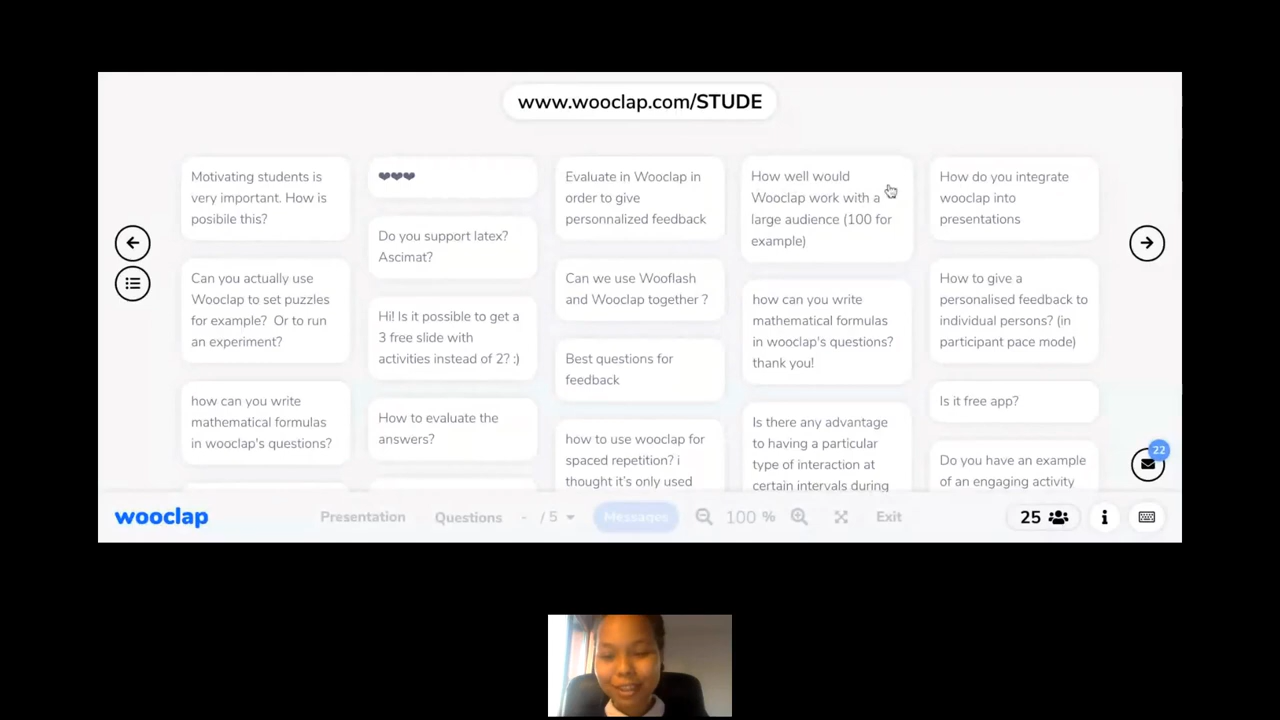 www.wooclap.com/STUDE
Motivating students is
very important. How is
posibile this?
Can you actually use
Wooclap to set puzzles
for example? Or to run
an experiment?
how can you write
mathematical formulas
in wooclap's questions?
❤❤❤
Do you support latex?
Ascimat?
Hi! Is it possible to get a
3 free slide with
activities instead of 2? :)
How to evaluate the
answers?
Evaluate in Wooclap in
order to give
personnalized feedback
Can we use Wooflash
and Wooclap together ?
Best questions for
feedback
how to use wooclap for
spaced repetition? i
thought it's only used
How well would
Wooclap work with a
large audience (100 for
example)
how can you write
mathematical formulas
in wooclap's questions?
thank you!
Is there any advantage
to having a particular
type of interaction at
certain intervals during
How do you integrate
wooclap into
presentations
How to give a
personalised feedback to
individual persons? (in
participant pace mode)
Is it free app?
Do you have an example
of an engaging activity
22
wooclap Presentation Questions - / 5 Messages 100 % Exit 25 i